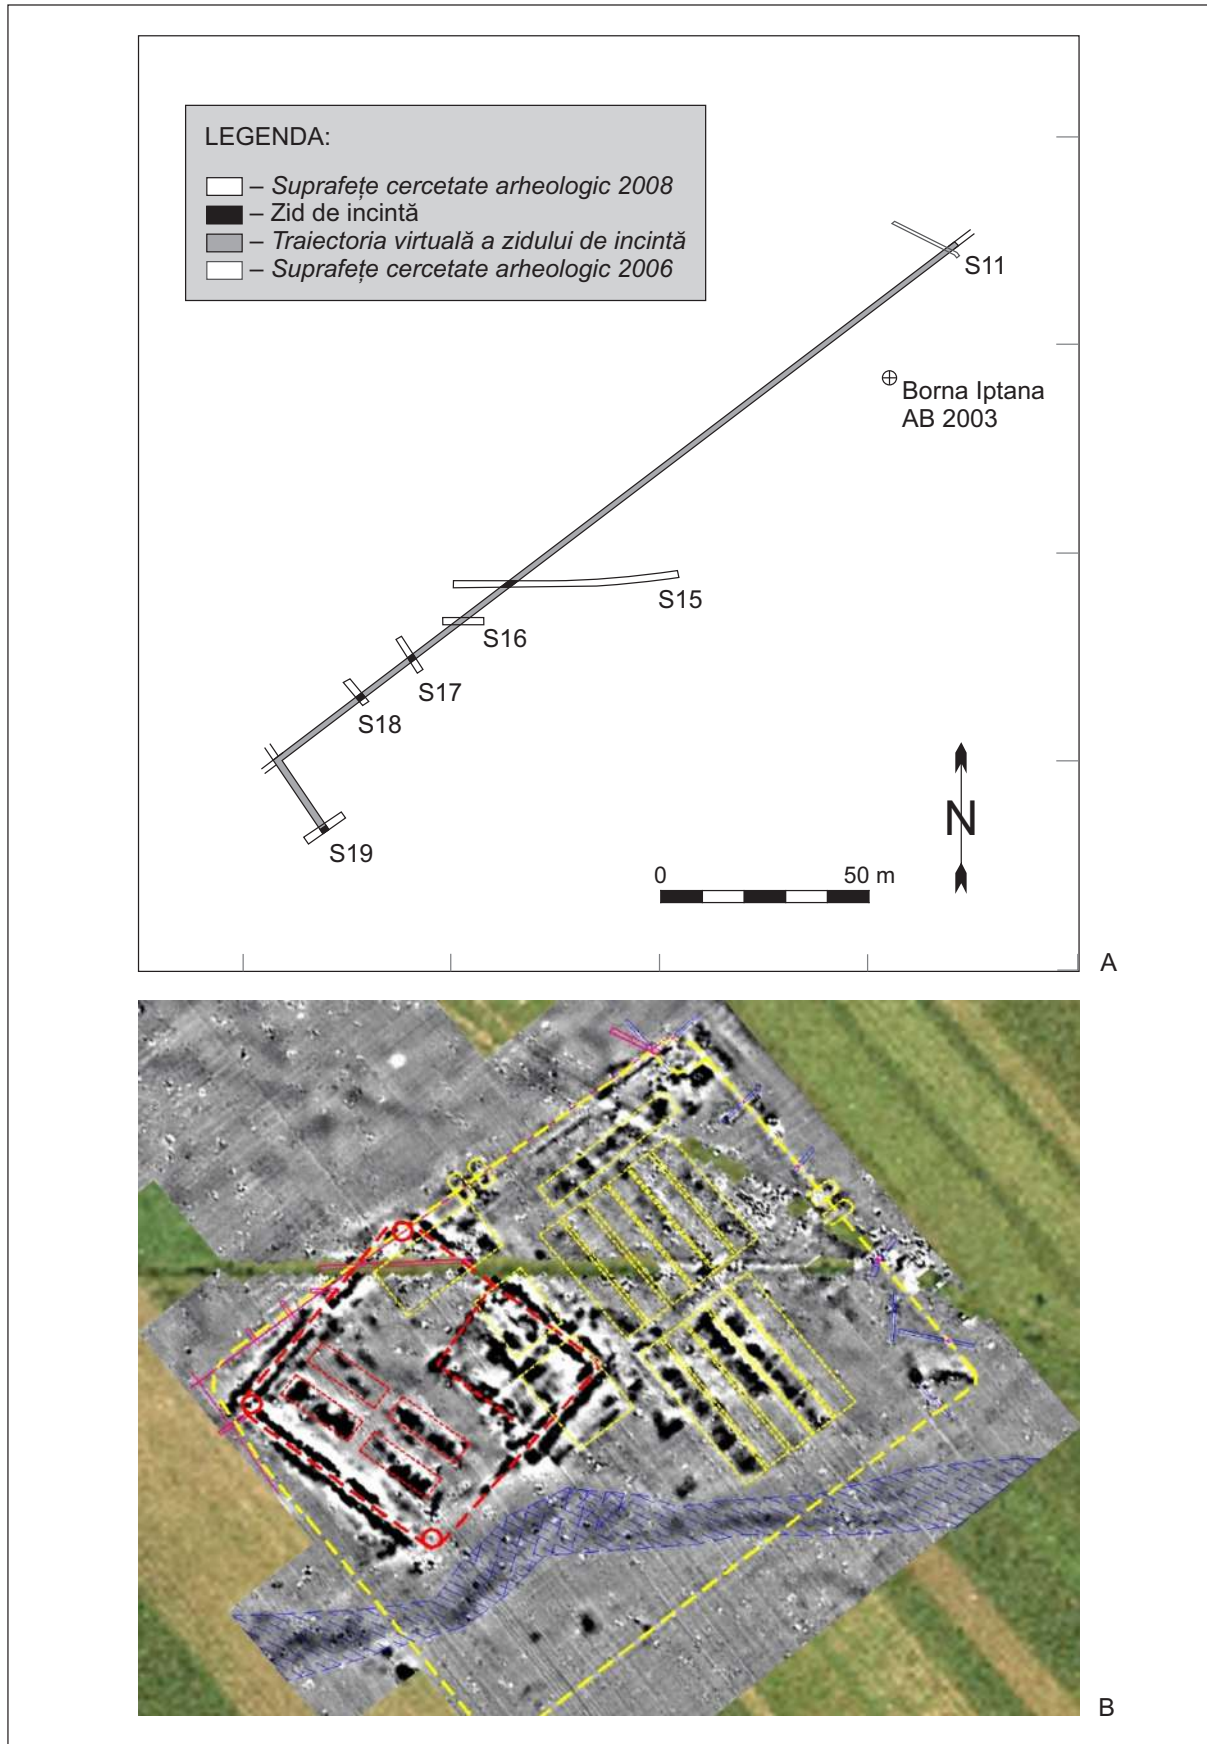 LEGENDA:
– Suprafețe cercetate arheologic 2008
– Zid de incintă
– Traiectoria virtuală a zidului de incintă
– Suprafețe cercetate arheologic 2006
S11
Borna Iptana
AB 2003
S15
S16
S17
S18
S19
N
0 50 m
A
B